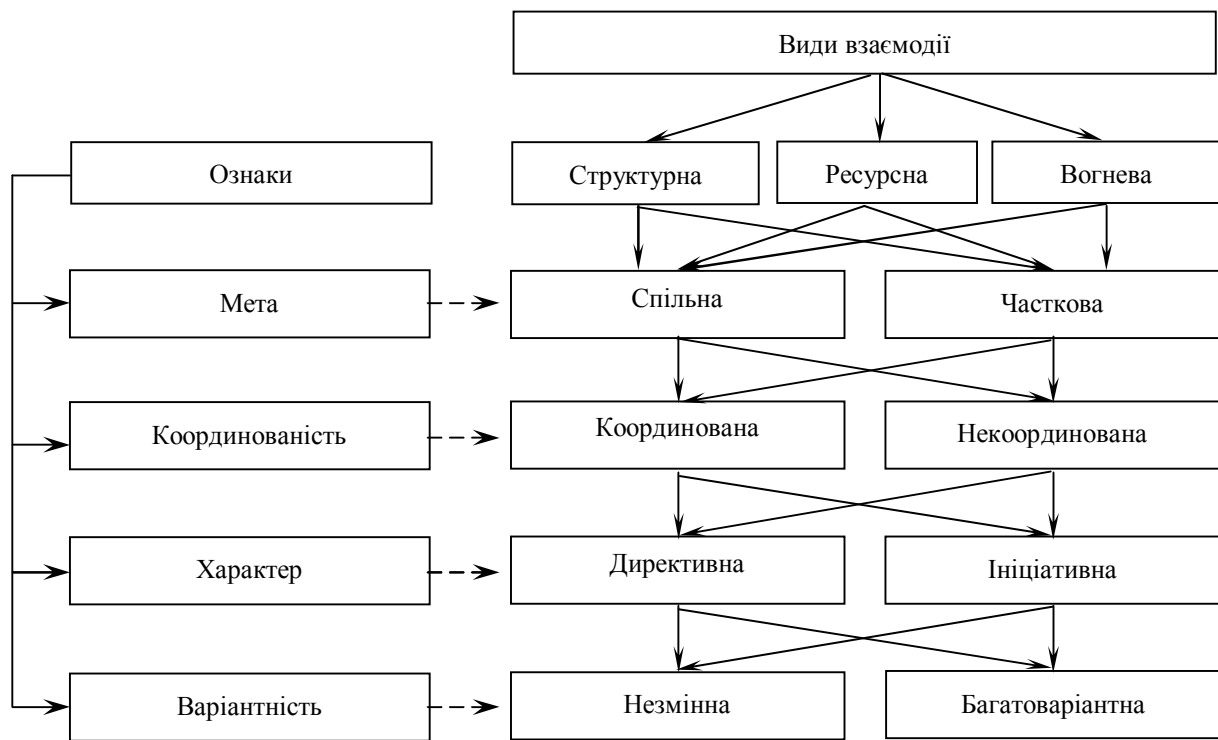 Види взаємодії
Ознаки
Структурна
Ресурсна
Вогнева
Мета
Спільна
Часткова
Координованість
Координована
Некоординована
Характер
Директивна
Ініціативна
Варіантність
Незмінна
Багатоваріантна